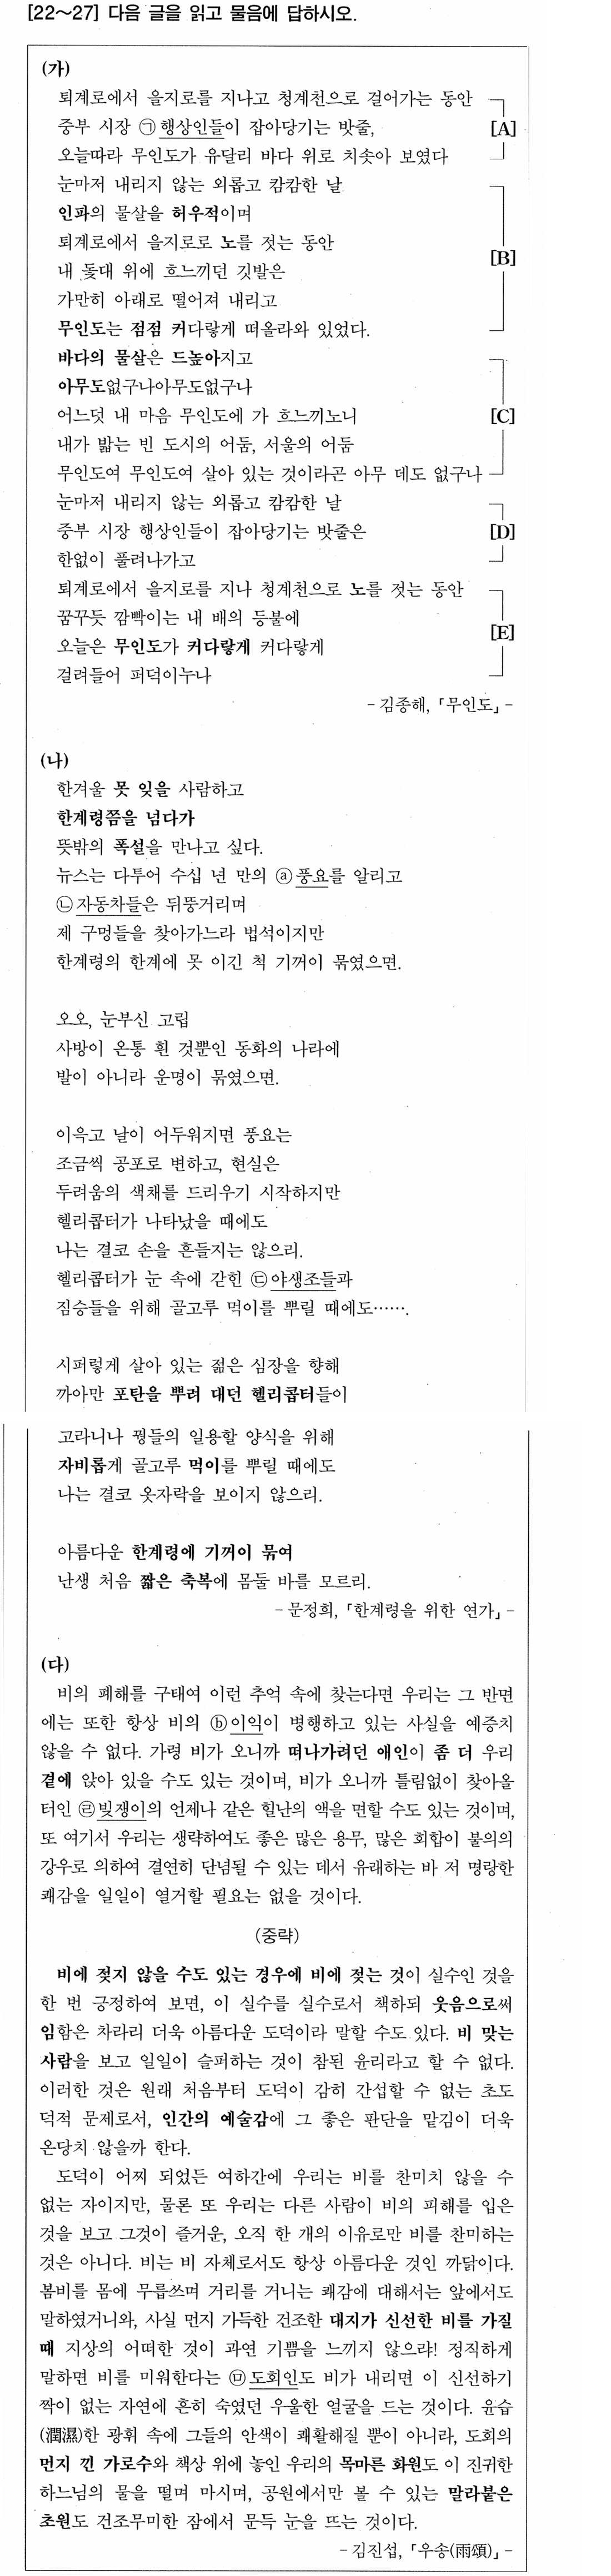 [22~27] 다음 글을 읽고 물음에 답하시오.
(가)
퇴계로에서 을지로를 지나고 청계천으로 걸어가는 동안
중부 시장 ㉠행상인들이 잡아당기는 밧줄,
[A]
오늘따라 무인도가 유달리 바다 위로 치솟아 보였다
눈마저 내리지 않는 외롭고 캄캄한 날
인파의 물살을 허우적이며
퇴계로에서 을지로로 노를 젓는 동안
[B]
내 돛대 위에 흐느끼던 깃발은
가만히 아래로 떨어져 내리고
무인도는 점점 커다랗게 떠올라와 있었다.
바다의 물살은 드높아지고
아무도없구나아무도없구나
어느덧 내 마음 무인도에 가 흐느끼노니
[C]
내가 밟는 빈 도시의 어둠, 서울의 어둠
무인도여 무인도여 살아 있는 것이라곤 아무 데도 없구나
눈마저 내리지 않는 외롭고 캄캄한 날
중부 시장 행상인들이 잡아당기는 밧줄은
[D]
한없이 풀려나가고
퇴계로에서 을지로를 지나 청계천으로 노를 젓는 동안
꿈꾸듯 깜빡이는 내 배의 등불에
[E]
오늘은 무인도가 커다랗게 커다랗게
걸려들어 퍼덕이누나
- 김종해, 「무인도」 -
(나)
한겨울 못 잊을 사람하고
한계령쯤을 넘다가
뜻밖의 폭설을 만나고 싶다.
뉴스는 다투어 수십 년 만의 ⓐ풍요를 알리고
㉡자동차들은 뒤뚱거리며
제 구멍들을 찾아가느라 법석이지만
한계령의 한계에 못 이긴 척 기꺼이 묶였으면.
오오, 눈부신 고립
사방이 온통 흰 것뿐인 동화의 나라에
발이 아니라 운명이 묶였으면.
이윽고 날이 어두워지면 풍요는
조금씩 공포로 변하고, 현실은
두려움의 색채를 드리우기 시작하지만
헬리콥터가 나타났을 때에도
나는 결코 손을 흔들지는 않으리.
헬리콥터가 눈 속에 갇힌 ㉢야생조들과
짐승들을 위해 골고루 먹이를 뿌릴 때에도…….
시퍼렇게 살아 있는 젊은 심장을 향해
까아만 포탄을 뿌려 대던 헬리콥터들이
고라니나 꿩들의 일용할 양식을 위해
자비롭게 골고루 먹이를 뿌릴 때에도
나는 결코 옷자락을 보이지 않으리.
아름다운 한계령에 기꺼이 묶여
난생 처음 짧은 축복에 몸둘 바를 모르리.
- 문정희, 「한계령을 위한 연가」 -
(다)
비의 폐해를 구태여 이런 추억 속에 찾는다면 우리는 그 반면
에는 또한 항상 비의 ⓑ이익이 병행하고 있는 사실을 예증치
않을 수 없다. 가령 비가 오니까 떠나가려던 애인이 좀 더 우리
곁에 앉아 있을 수도 있는 것이며, 비가 오니까 틀림없이 찾아올
터인 ㉣빚쟁이의 언제나 같은 힐난의 액을 면할 수도 있는 것이며,
또 여기서 우리는 생략하여도 좋은 많은 용무, 많은 회합이 불의의
강우로 의하여 결연히 단념될 수 있는 데서 유래하는 바 저 명랑한
쾌감을 일일이 열거할 필요는 없을 것이다.
(중략)
비에 젖지 않을 수도 있는 경우에 비에 젖는 것이 실수인 것을
한 번 긍정하여 보면, 이 실수를 실수로서 책하되 웃음으로써
임함은 차라리 더욱 아름다운 도덕이라 말할 수도 있다. 비 맞는
사람을 보고 일일이 슬퍼하는 것이 참된 윤리라고 할 수 없다.
이러한 것은 원래 처음부터 도덕이 감히 간섭할 수 없는 초도
덕적 문제로서, 인간의 예술감에 그 좋은 판단을 맡김이 더욱
온당치 않을까 한다.
도덕이 어찌 되었든 여하간에 우리는 비를 찬미치 않을 수
없는 자이지만, 물론 또 우리는 다른 사람이 비의 피해를 입은
것을 보고 그것이 즐거운, 오직 한 개의 이유로만 비를 찬미하는
것은 아니다. 비는 비 자체로서도 항상 아름다운 것인 까닭이다.
봄비를 몸에 무릅쓰며 거리를 거니는 쾌감에 대해서는 앞에서도
말하였거니와, 사실 먼지 가득한 건조한 대지가 신선한 비를 가질
때 지상의 어떠한 것이 과연 기쁨을 느끼지 않으랴! 정직하게
말하면 비를 미워한다는 ㉤도회인도 비가 내리면 이 신선하기
짝이 없는 자연에 흔히 숙였던 우울한 얼굴을 드는 것이다. 윤습
(潤濕)한 광휘 속에 그들의 안색이 쾌활해질 뿐이 아니라, 도회의
먼지 낀 가로수와 책상 위에 놓인 우리의 목마른 화원도 이 진귀한
하느님의 물을 떨며 마시며, 공원에서만 볼 수 있는 말라붙은
초원도 건조무미한 잠에서 문득 눈을 뜨는 것이다.
- 김진섭, 「우송(雨頌)」 -